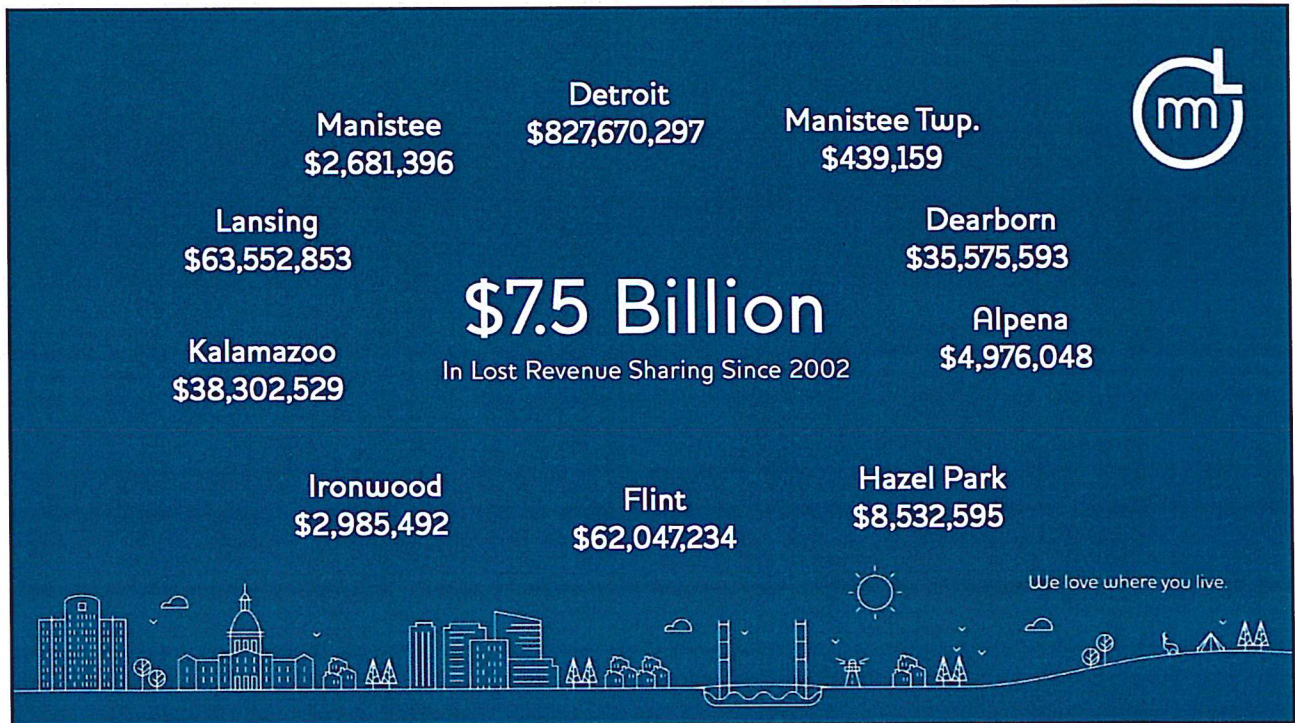 Detroit
$827,670,297
Manistee
$2,681,396
Manistee Twp.
$439,159
Lansing
$63,552,853
Dearborn
$35,575,593
$7.5 Billion
In Lost Revenue Sharing Since 2002
Alpena
$4,976,048
Kalamazoo
$38,302,529
Ironwood
$2,985,492
Flint
$62,047,234
Hazel Park
$8,532,595
We love where you live.